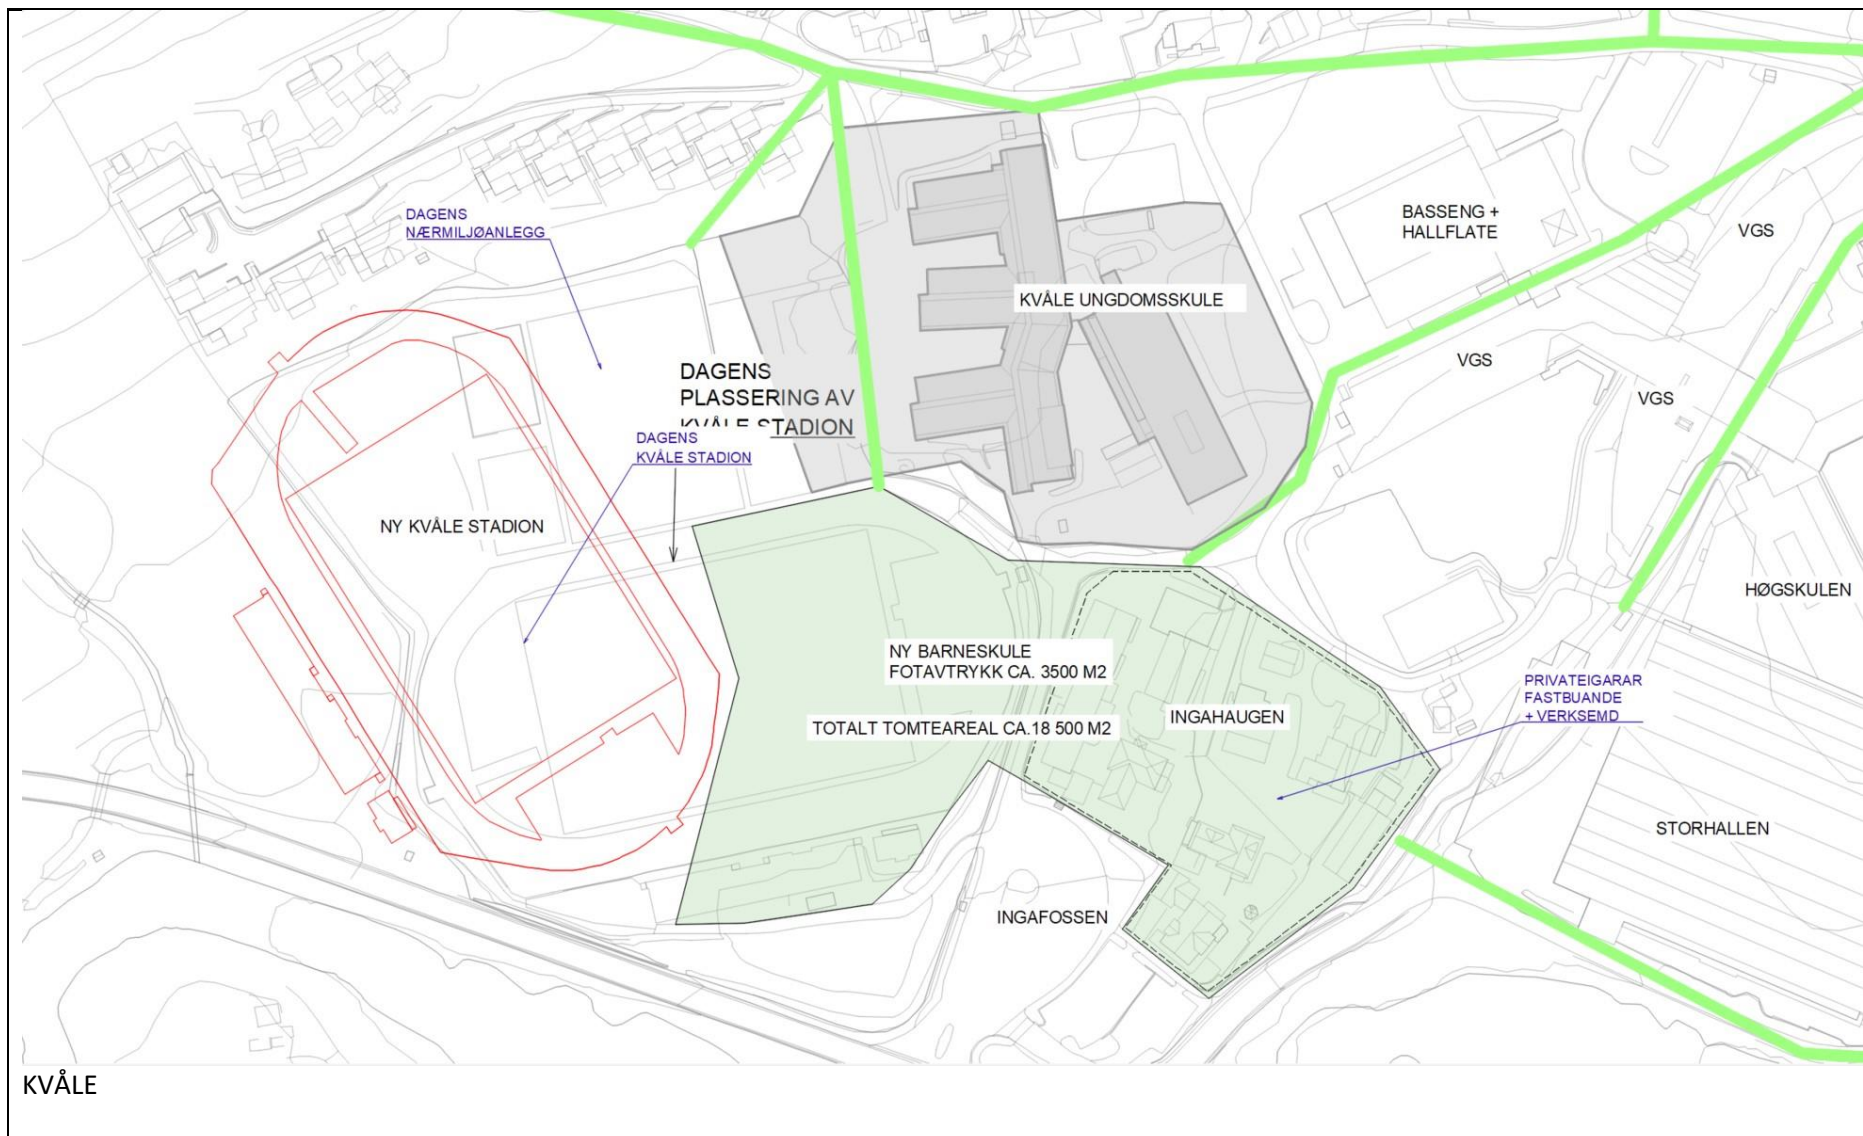 DAGENS
NÆRMILJØANLEGG
BASSENG +
HALLFLATE
VGS
KVÅLE UNGDOMSSKULE
DAGENS
PLASSERING AV
KVÅLE STADION
VGS
VGS
DAGENS
KVÅLE STADION
NY KVÅLE STADION
HØGSKULEN
NY BARNESKULE
FOTAVTRYKK CA. 3500 M2
PRIVATEIGARAR
FASTBUANDE
+ VERKSEMD
INGAHAUGEN
TOTALT TOMTEAREAL CA.18 500 M2
STORHALLEN
INGAFOSSEN
KVÅLE